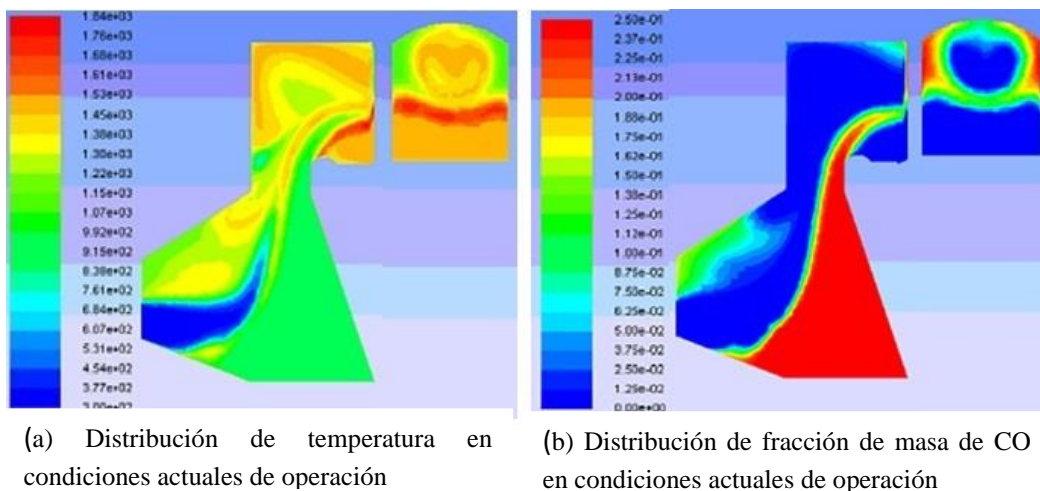 1.84e+03
1.76e+03
1.68e+03
1.61e+03
1.53e+03
1.45e+03
1.38e+03
1.30e+03
1.22e+03
1.15e+03
1.07e+03
9.92e+02
9.15e+02
8.38e+02
7.61e+02
6.84e+02
6.07e+02
5.31e+02
4.54e+02
3.77e+02
3.00e+02
(a) Distribución de temperatura en
condiciones actuales de operación
2.50e-01
2.37e-01
2.25e-01
2.13e-01
2.00e-01
1.88e-01
1.75e-01
1.62e-01
1.50e-01
1.38e-01
1.25e-01
1.12e-01
1.00e-01
8.75e-02
7.50e-02
6.25e-02
5.00e-02
3.75e-02
2.50e-02
1.25e-02
0.00e+00
(b) Distribución de fracción de masa de CO
en condiciones actuales de operación